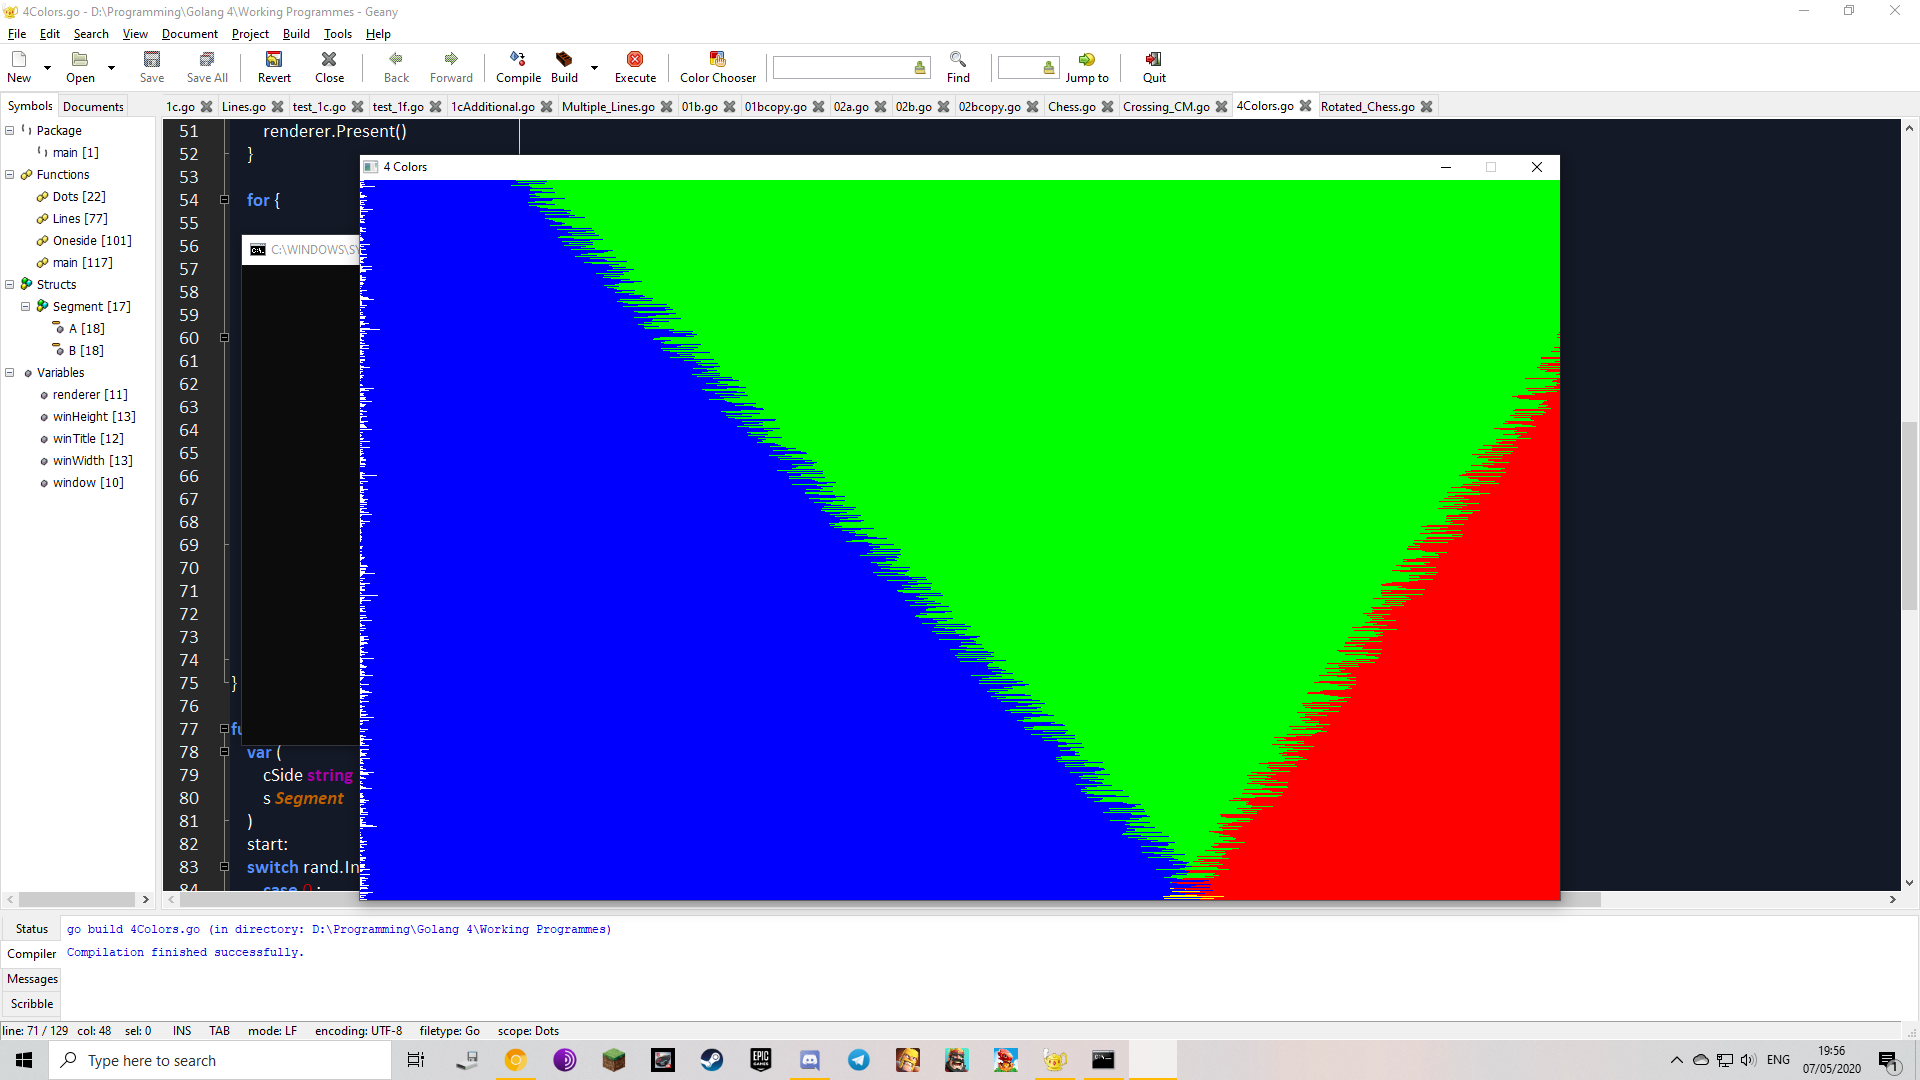 4Colors.go - D:\Programming\Golang 4\Working Programmes - Geany
File Edit Search View Document Project Build Tools Help
New Open Save Save All Revert Close Back Forward Compile Build Execute Color Chooser Find Jump to Quit
Symbols Documents
1c.go Lines.go test_1c.go test_1f.go 1cAdditional.go Multiple_Lines.go 01b.go 01bcopy.go 02a.go 02b.go 02bcopy.go Chess.go Crossing_CM.go 4Colors.go Rotated_Chess.go
Package
main [1]
Functions
Dots [22]
Lines [77]
Oneside [101]
main [117]
Structs
Segment [17]
A [18]
B [18]
Variables
renderer [11]
winHeight [13]
winTitle [12]
winWidth [13]
window [10]
51 renderer.Present()
52 }
53
54 for {
55
56
57
58
59
60
61
62
63
64
65
66
67
68
69
70
71
72
73
74
75 }
76
77 fu
78 var (
79 cSide string
80 s Segment
81 )
82 start:
83 switch rand.In
84 case 0 :
4 Colors
C:\WINDOWS\S
Status
Compiler
Messages
Scribble
go build 4Colors.go (in directory: D:\Programming\Golang 4\Working Programmes)
Compilation finished successfully.
line: 71 / 129 col: 48 sel: 0 INS TAB mode: LF encoding: UTF-8 filetype: Go scope: Dots
Type here to search
EPIC GAMES
ENG
19:56
07/05/2020
1